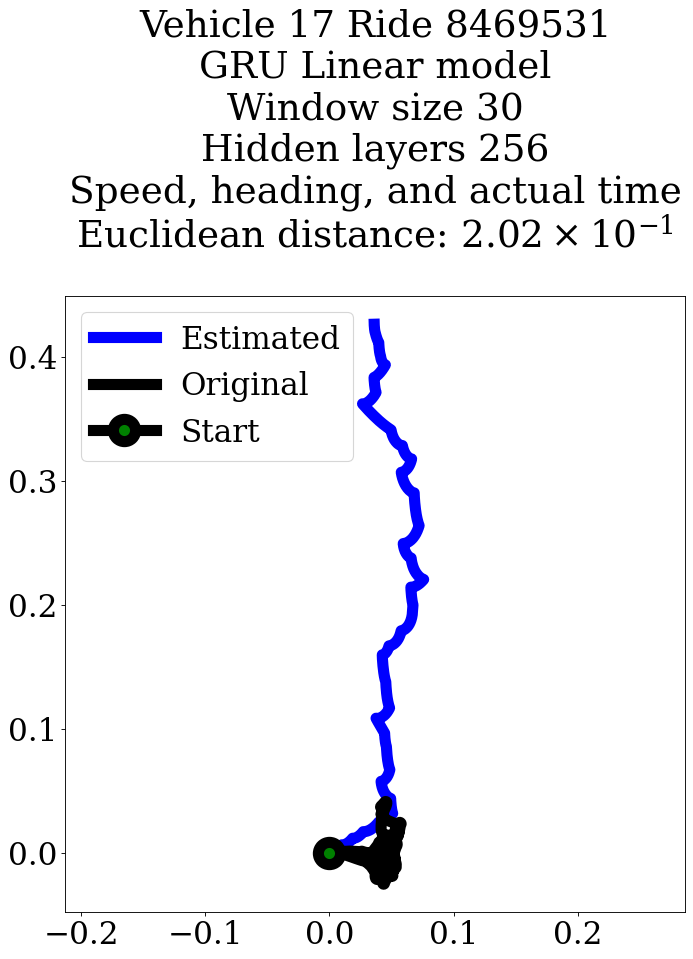 Vehicle 17 Ride 8469531
GRU Linear model
Window size 30
Hidden layers 256
Speed, heading, and actual time
Euclidean distance: 2.02 × 10⁻¹
Estimated
Original
Start
0.4
0.3
0.2
0.1
0.0
−0.2 −0.1 0.0 0.1 0.2